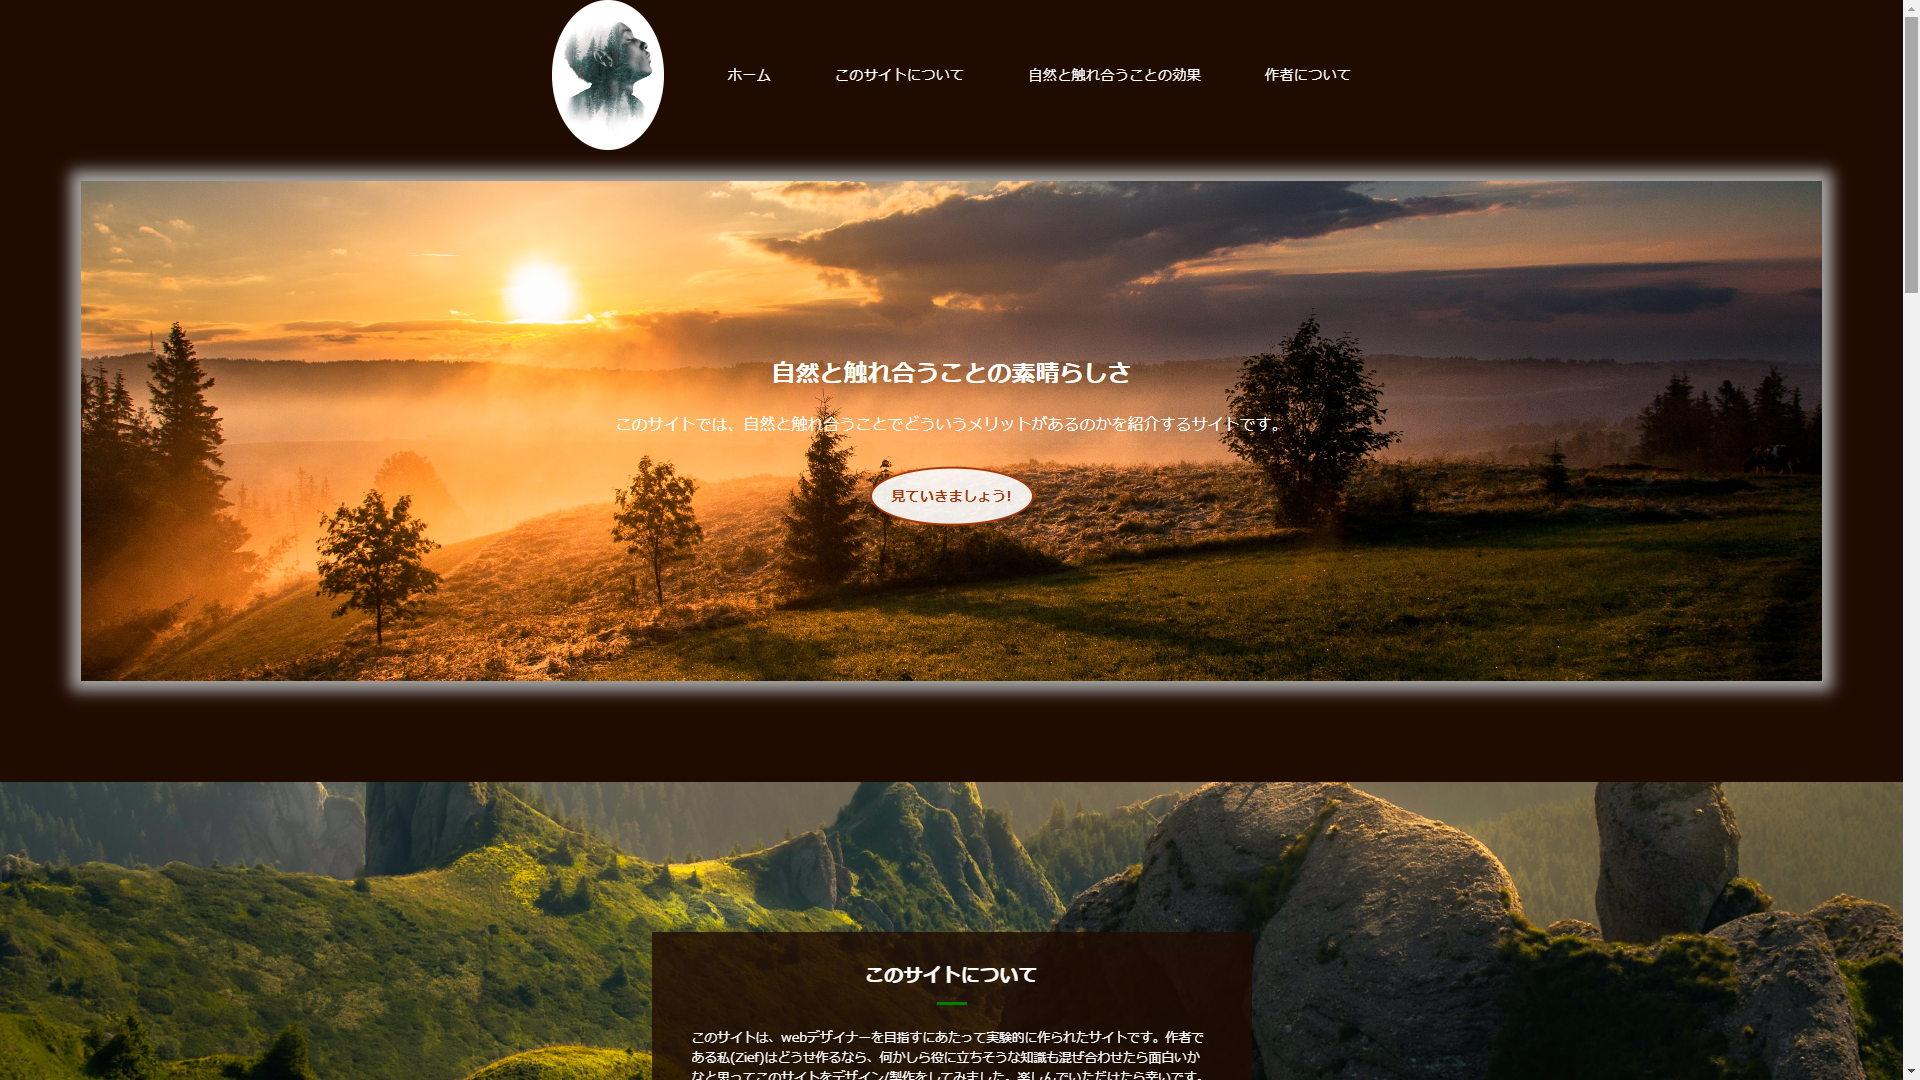 ホーム
このサイトについて
自然と触れ合うことの効果
作者について
自然と触れ合うことの素晴らしさ
このサイトでは、自然と触れ合うことでどういうメリットがあるのかを紹介するサイトです。
見ていきましょう!
このサイトについて
このサイトは、webデザイナーを目指すにあたって実験的に作られたサイトです。作者で
ある私(Zief)はどうせ作るなら、何かしら役に立ちそうな知識も混ぜ合わせたら面白いか
なと思ってこのサイトをデザイン/製作をしてみました。楽しんでいただけたら幸いです。